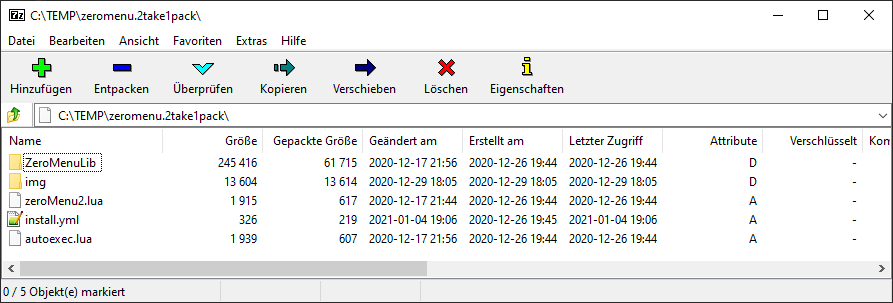 7z C:\TEMP\zeromenu.2take1pack\
Datei Bearbeiten Ansicht Favoriten Extras Hilfe
Hinzufügen Entpacken Überprüfen Kopieren Verschieben Löschen Eigenschaften
C:\TEMP\zeromenu.2take1pack\
Name Größe Gepackte Größe Geändert am Erstellt am Letzter Zugriff Attribute Verschlüsselt Kom
ZeroMenuLib 245 416 61 715 2020-12-17 21:56 2020-12-26 19:44 2020-12-26 19:44 D -
img 13 604 13 614 2020-12-29 18:05 2020-12-29 18:05 2020-12-29 18:05 D -
zeroMenu2.lua 1 915 617 2020-12-17 21:44 2020-12-26 19:44 2020-12-26 19:44 A -
install.yml 326 219 2021-01-04 19:06 2020-12-26 19:45 2021-01-04 19:06 A -
autoexec.lua 1 939 607 2020-12-17 21:56 2020-12-26 19:44 2020-12-26 19:44 A -
0 / 5 Objekt(e) markiert